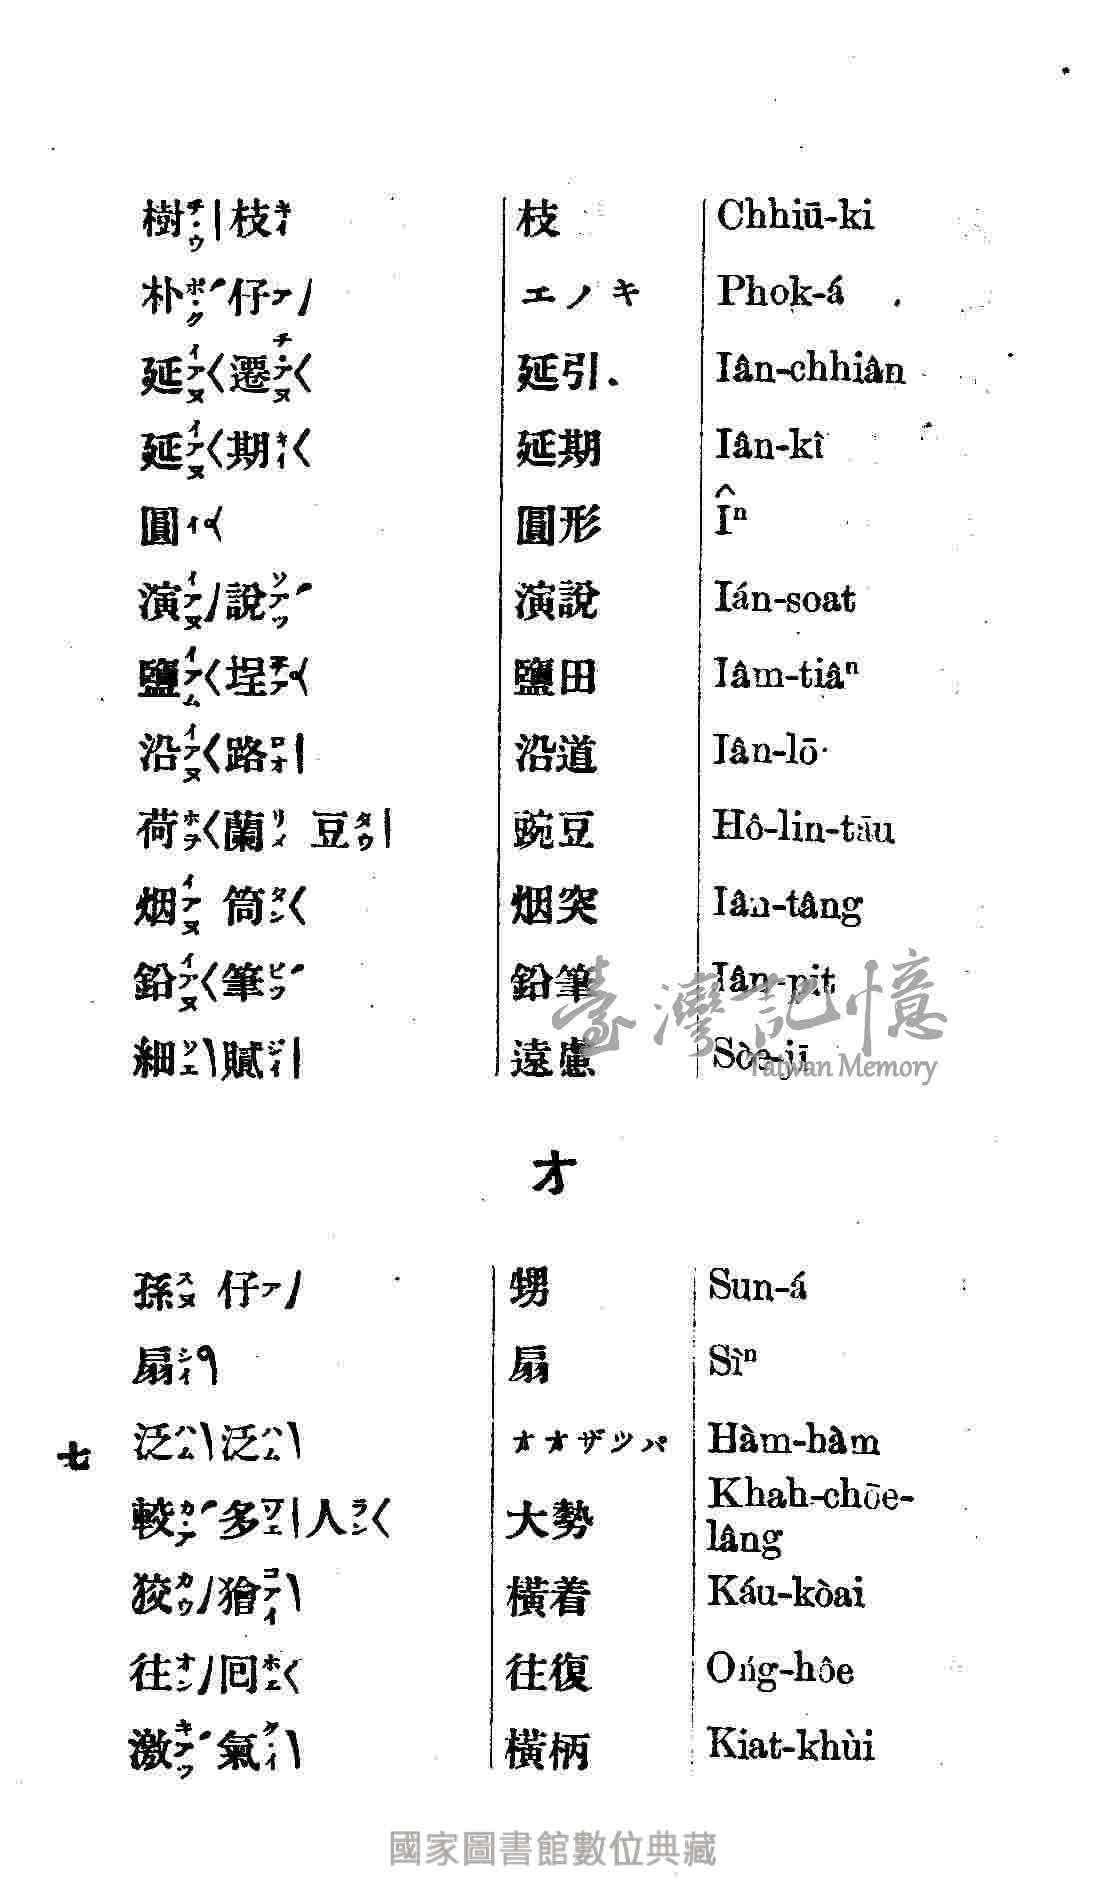 樹チ・ウ|枝キイ 枝 Chhiū-ki
朴ポ・ク 仔ア エノキ Phok-á
延イアヌ 遷チ・アヌ 延引. Iân-chhiân
延イアヌ 期キイ 延期 Iân-kî
圓イ 圓形 Îⁿ
演イアヌ 說ソアツ 演說 Ián-soat
鹽イアム 埕チア 鹽田 Iâm-tiâⁿ
沿イアヌ 路ロオ 沿道 Iân-lō·
荷ホヲ 蘭リメ 豆タウ 豌豆 Hô-lin-tāu
烟イアヌ 筒タン 烟突 Iân-tâng
鉛イアヌ 筆ピツ 鉛筆 Iân-pit
細ソエ 膩ジイ 遠慮 Sòe-jī
オ
孫スヌ 仔ア 甥 Sun-á
扇シイ 扇 Sìⁿ
泛ハム 泛ハム オオザツパ Hàm-hàm
較カ・ア 多ツエ 人ラン 大勢 Khah-chōe-
lâng
狡カウ 獪コアイ 橫着 Káu-kòai
往オン 囘ホエ 往復 Ońg-hôe
激キアツ 氣クイ 橫柄 Kiat-khùi
七
臺灣記憶
Taiwan Memory
國家圖書館數位典藏